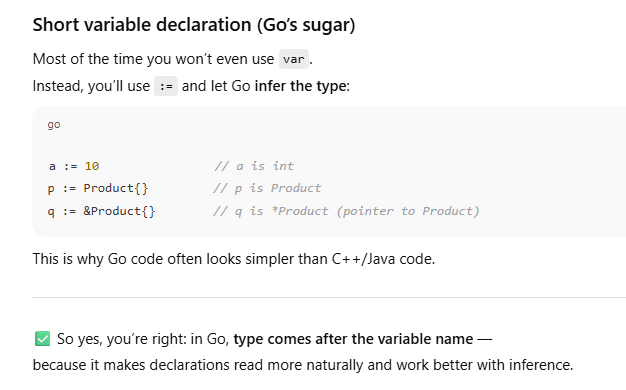 Short variable declaration (Go’s sugar)
Most of the time you won’t even use var.
Instead, you’ll use := and let Go infer the type:
go
a := 10 // a is int
p := Product{} // p is Product
q := &Product{} // q is *Product (pointer to Product)
This is why Go code often looks simpler than C++/Java code.
✅ So yes, you’re right: in Go, type comes after the variable name —
because it makes declarations read more naturally and work better with inference.